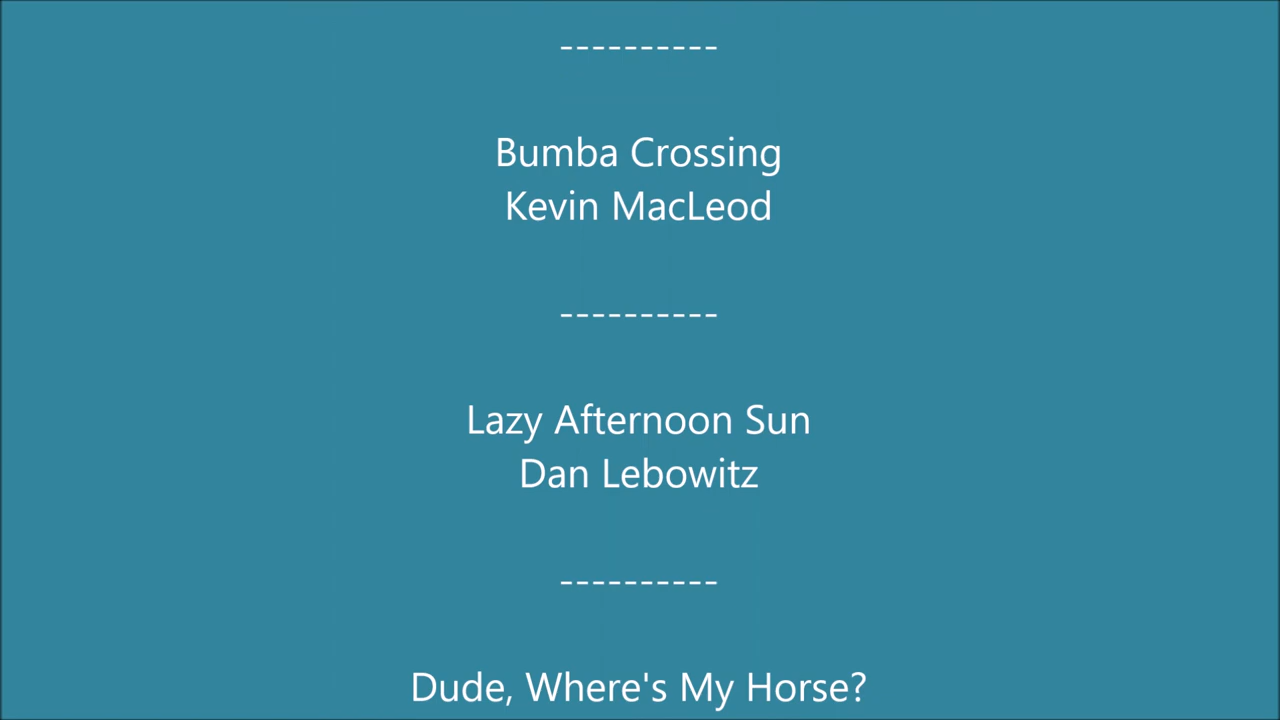 ----------
Bumba Crossing
Kevin MacLeod
----------
Lazy Afternoon Sun
Dan Lebowitz
----------
Dude, Where's My Horse?